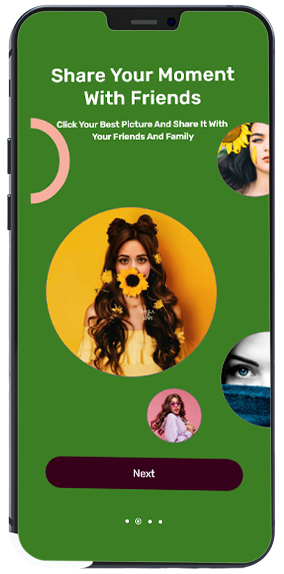 Share Your Moment
With Friends
Click Your Best Picture And Share It With
Your Friends And Family
Next